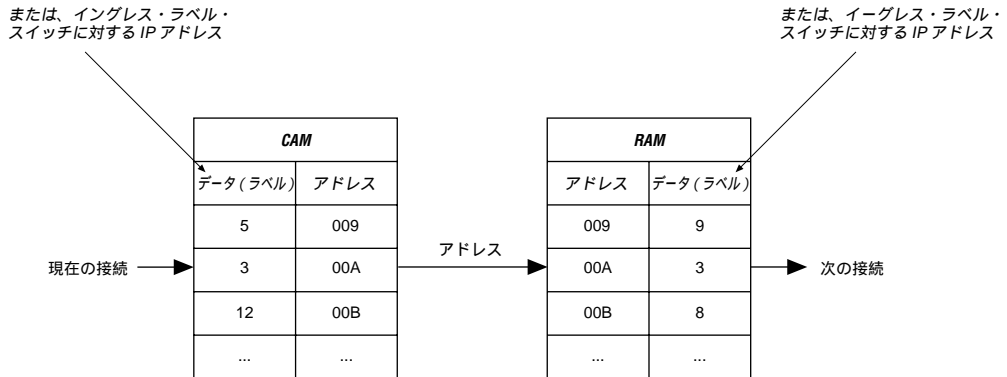 または、イングレス・ラベル・
スイッチに対する IP アドレス
または、イーグレス・ラベル・
スイッチに対する IP アドレス
CAM
データ ( ラベル ) アドレス
5 009
現在の接続 3 00A
12 00B
... ...
アドレス
RAM
アドレス データ ( ラベル )
009 9
00A 3 次の接続
00B 8
... ...